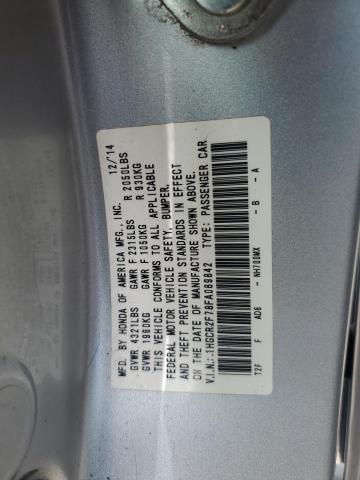 MFD. BY HONDA OF AMERICA MFG., INC. 12/14
GVWR 4321LBS GAWR F 2315LBS R 2050LBS
GVWR 1960KG GAWR F 1050KG R 930KG
THIS VEHICLE CONFORMS TO ALL APPLICABLE
FEDERAL MOTOR VEHICLE SAFETY, BUMPER,
AND THEFT PREVENTION STANDARDS IN EFFECT
ON THE DATE OF MANUFACTURE SHOWN ABOVE.
V.I.N.: 1HGCR2F78FA089842 TYPE: PASSENGER CAR
T2F F AD6 - NH700MX - B - A